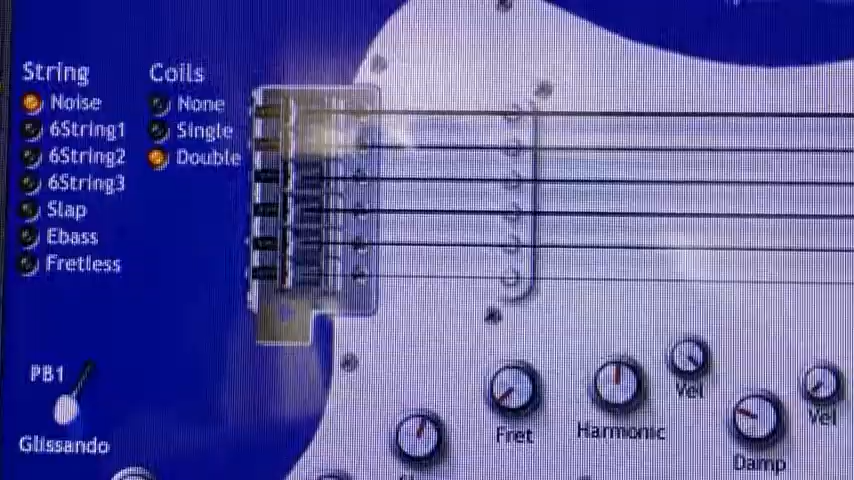 String
Noise
6String1
6String2
6String3
Slap
Ebass
Fretless
Coils
None
Single
Double
PB1
Glissando
Fret
Harmonic
Vel
Damp
Vel